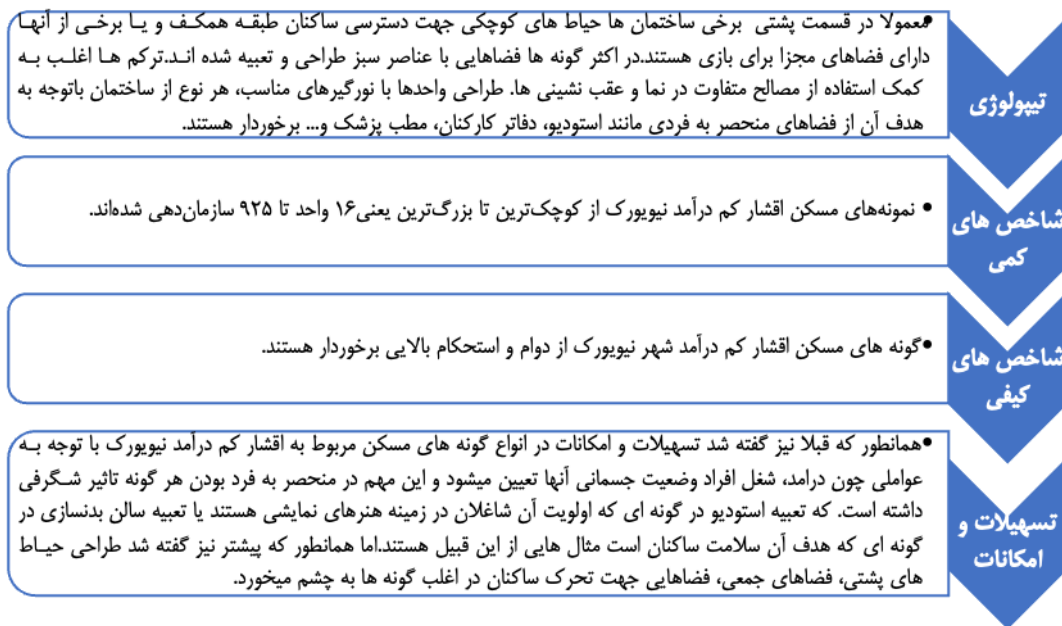 تیپولوژی
•معمولا در قسمت پشتی برخی ساختمان ها حیاط های کوچکی جهت دسترسی ساکنان طبقه همکف و یا برخی از آنها
دارای فضاهای مجزا برای بازی هستند.در اکثر گونه ها فضاهایی با عناصر سبز طراحی و تعبیه شده اند.ترکم ها اغلب به
کمک استفاده از مصالح متفاوت در نما و عقب نشینی ها. طراحی واحدها با نورگیرهای مناسب، هر نوع از ساختمان باتوجه به
هدف آن از فضاهای منحصر به فردی مانند استودیو، دفاتر کارکنان، مطب پزشک و... برخوردار هستند.
شاخص های
کمی
• نمونه‌های مسکن اقشار کم درآمد نیویورک از کوچک‌ترین تا بزرگ‌ترین یعنی۱۶ واحد تا ۹۲۵ سازمان‌دهی شده‌اند.
شاخص های
کیفی
•گونه های مسکن اقشار کم درآمد شهر نیویورک از دوام و استحکام بالایی برخوردار هستند.
تسهیلات و
امکانات
•همانطور که قبلا نیز گفته شد تسهیلات و امکانات در انواع گونه های مسکن مربوط به اقشار کم درآمد نیویورک با توجه به
عواملی چون درامد، شغل افراد وضعیت جسمانی آنها تعیین میشود و این مهم در منحصر به فرد بودن هر گونه تاثیر شگرفی
داشته است. که تعبیه استودیو در گونه ای که اولویت آن شاغلان در زمینه هنرهای نمایشی هستند یا تعبیه سالن بدنسازی در
گونه ای که هدف آن سلامت ساکنان است مثال هایی از این قبیل هستند.اما همانطور که پیشتر نیز گفته شد طراحی حیاط
های پشتی، فضاهای جمعی، فضاهایی جهت تحرک ساکنان در اغلب گونه ها به چشم میخورد.